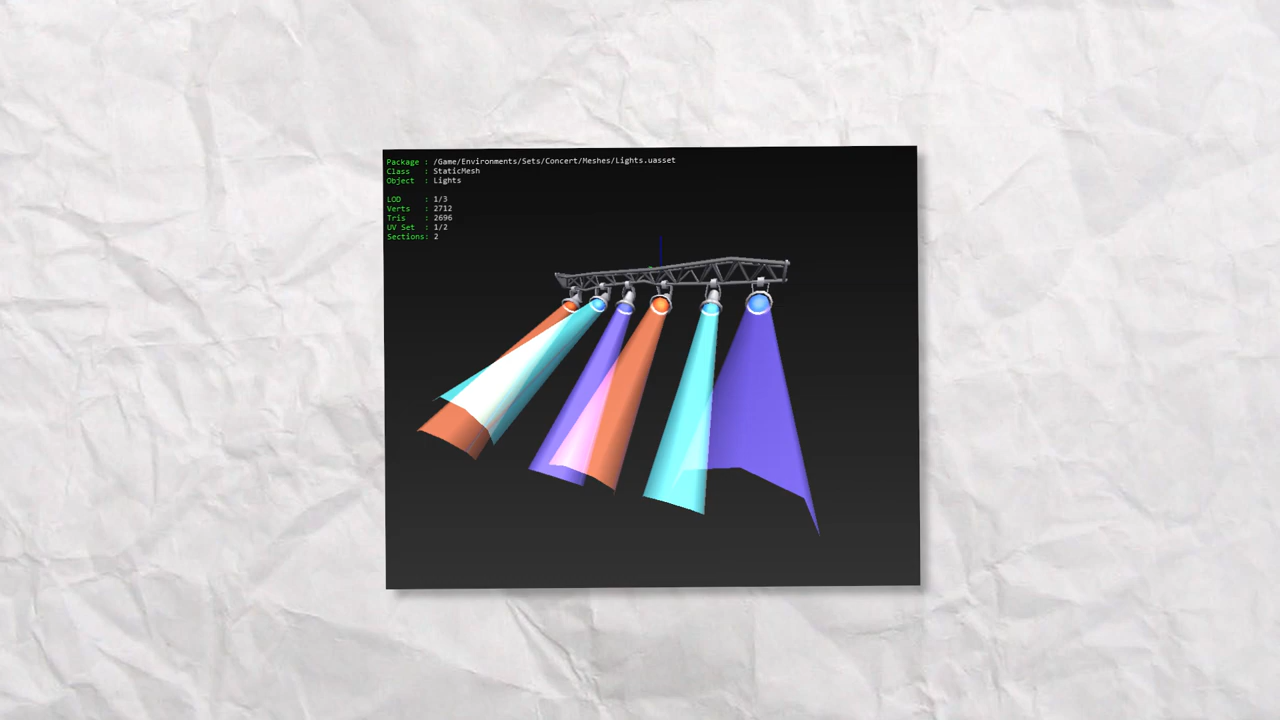 Package : /Game/Environments/Sets/Concert/Meshes/Lights.uasset
Class : StaticMesh
Object : Lights
LOD : 1/3
Verts : 2712
Tris : 2696
UV Set : 1/2
Sections: 2